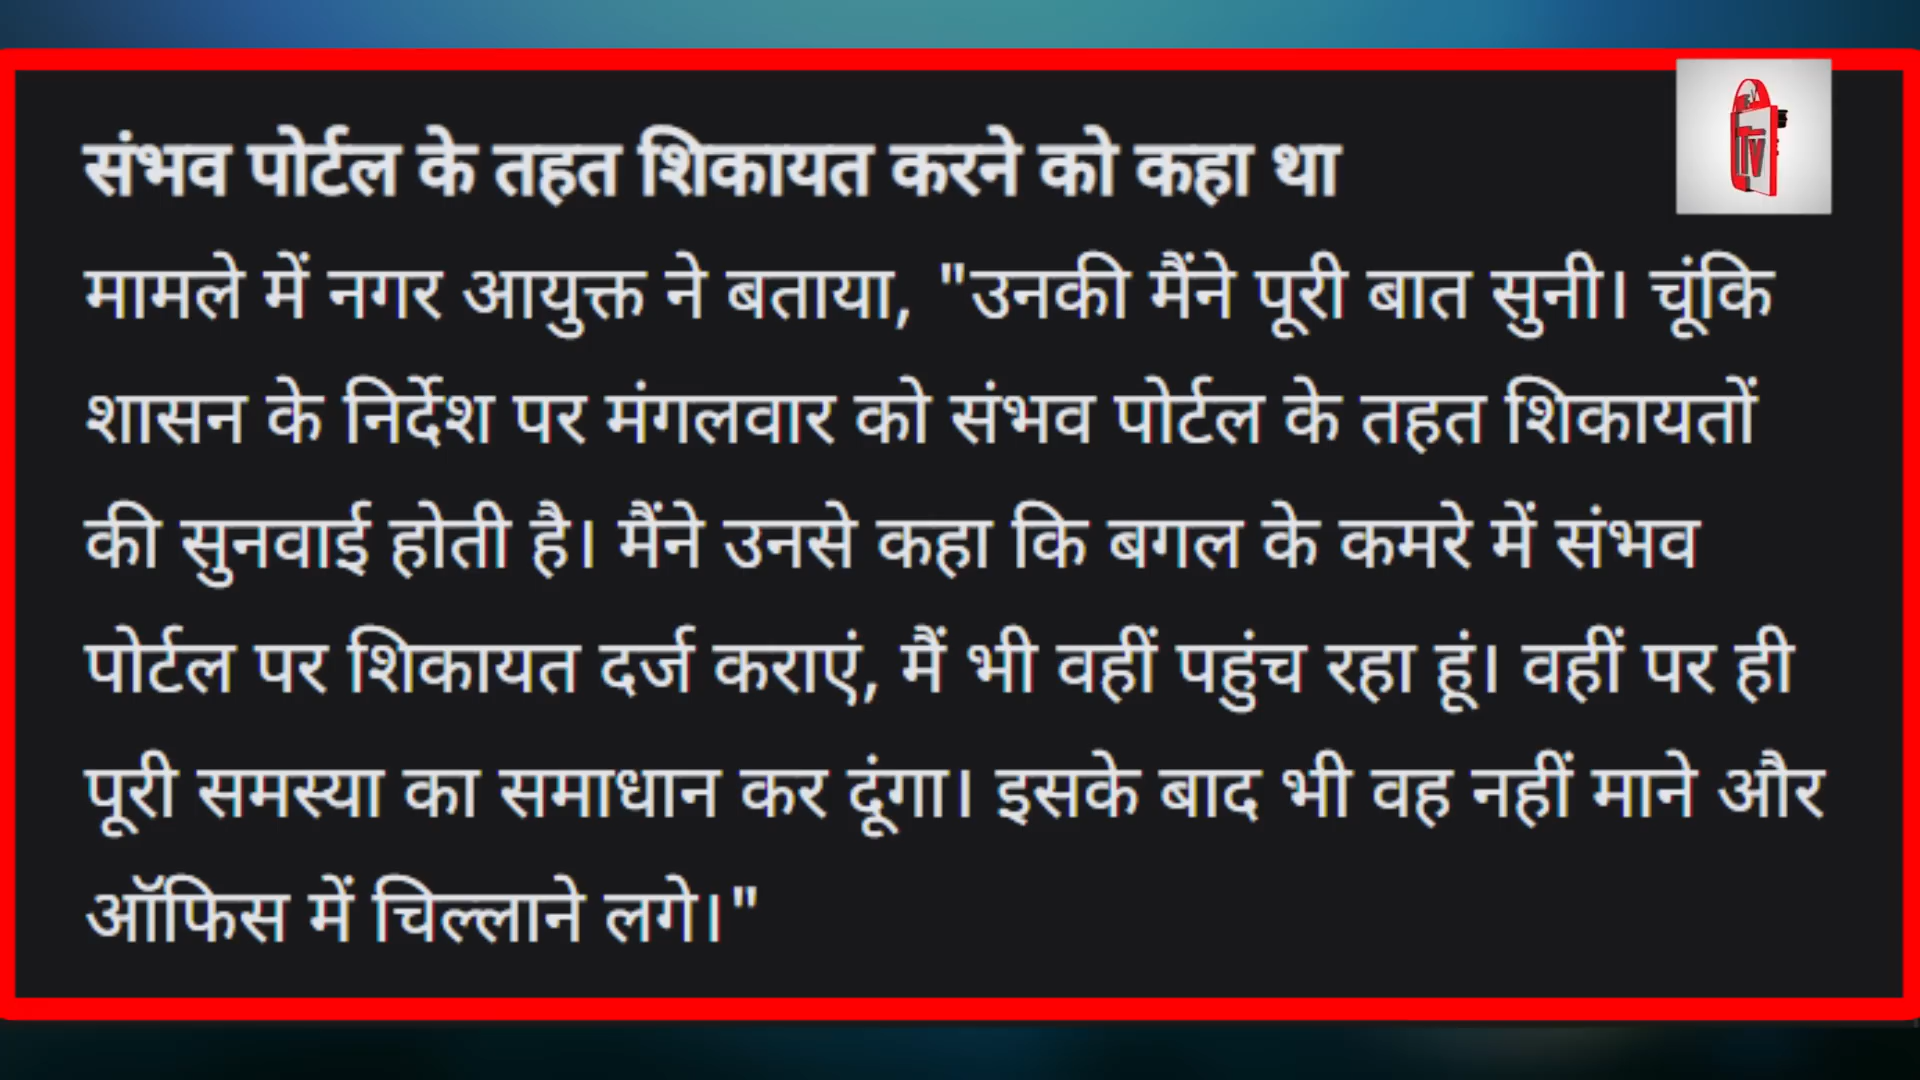 संभव पोर्टल के तहत शिकायत करने को कहा था
मामले में नगर आयुक्त ने बताया, "उनकी मैंने पूरी बात सुनी। चूंकि
शासन के निर्देश पर मंगलवार को संभव पोर्टल के तहत शिकायतों
की सुनवाई होती है। मैंने उनसे कहा कि बगल के कमरे में संभव
पोर्टल पर शिकायत दर्ज कराएं, मैं भी वहीं पहुंच रहा हूं। वहीं पर ही
पूरी समस्या का समाधान कर दूंगा। इसके बाद भी वह नहीं माने और
ऑफिस में चिल्लाने लगे।"